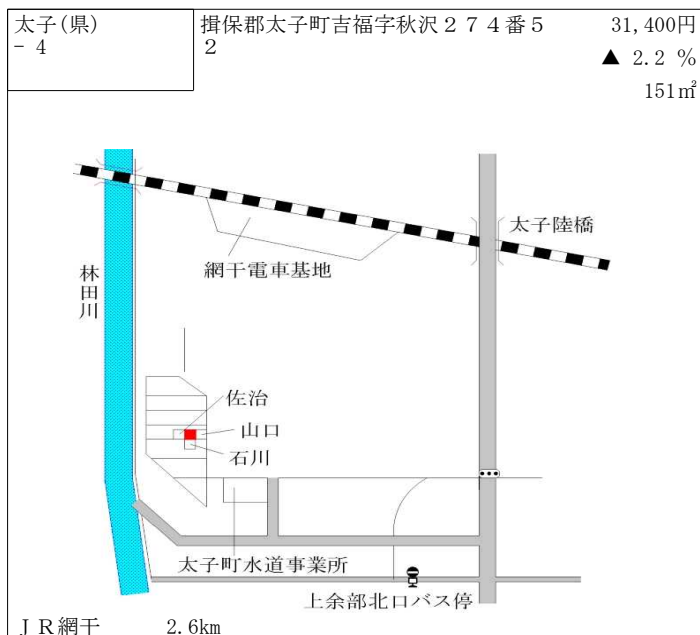 太子(県)
- 4
揖保郡太子町吉福字秋沢２７４番５
２
31,400円
▲ 2.2 %
151㎡
太子陸橋
網干電車基地
林田川
佐治
山口
石川
太子町水道事業所
上余部北口バス停
ＪＲ網干 2.6km